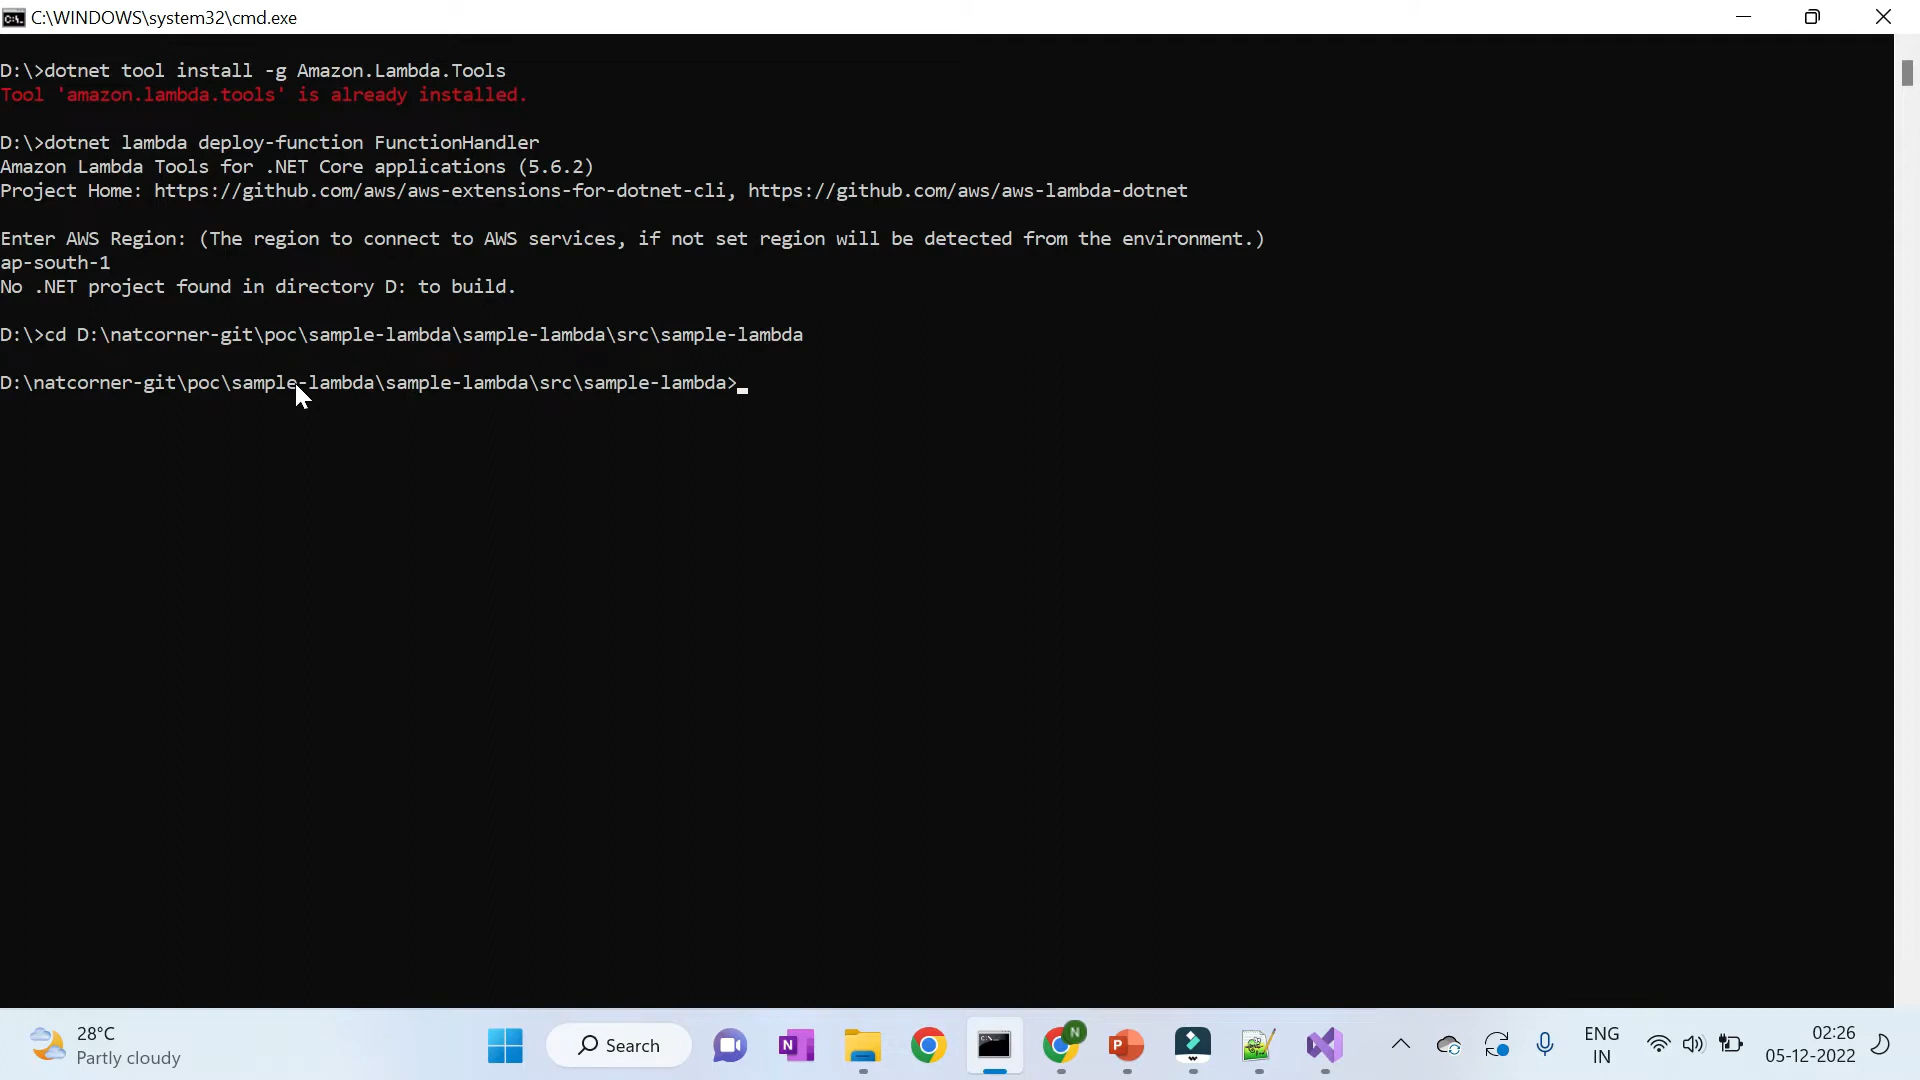 C:\WINDOWS\system32\cmd.exe
D:\>dotnet tool install -g Amazon.Lambda.Tools
Tool 'amazon.lambda.tools' is already installed.
D:\>dotnet lambda deploy-function FunctionHandler
Amazon Lambda Tools for .NET Core applications (5.6.2)
Project Home: https://github.com/aws/aws-extensions-for-dotnet-cli, https://github.com/aws/aws-lambda-dotnet
Enter AWS Region: (The region to connect to AWS services, if not set region will be detected from the environment.)
ap-south-1
No .NET project found in directory D: to build.
D:\>cd D:\natcorner-git\poc\sample-lambda\sample-lambda\src\sample-lambda
D:\natcorner-git\poc\sample-lambda\sample-lambda\src\sample-lambda>
28°C
Partly cloudy
Search
N
N
P
ENG
IN
02:26
05-12-2022